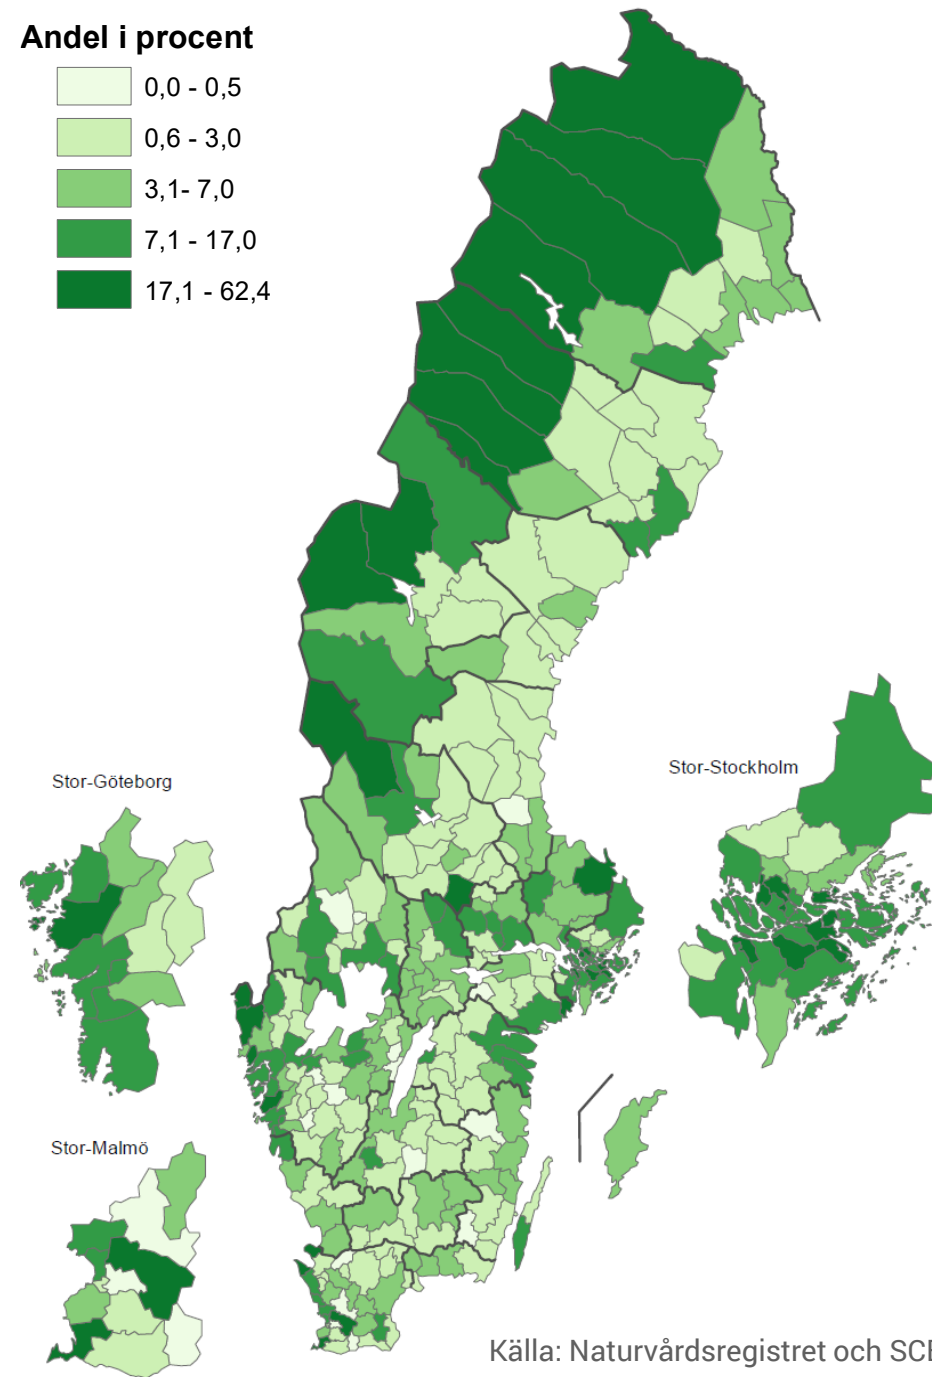 Andel i procent
0,0 - 0,5
0,6 - 3,0
3,1- 7,0
7,1 - 17,0
17,1 - 62,4
Stor-Göteborg
Stor-Stockholm
Stor-Malmö
Källa: Naturvårdsregistret och SCB